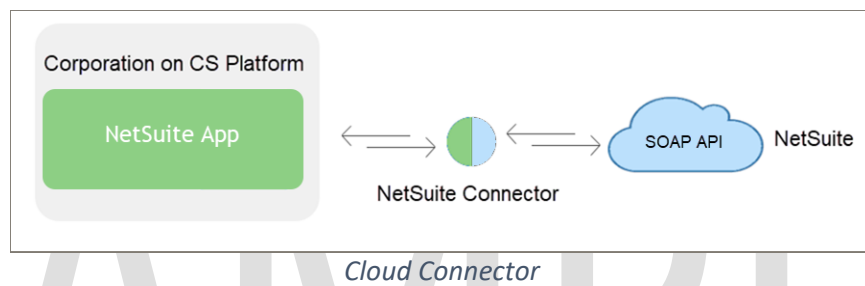 Corporation on CS Platform
NetSuite App
SOAP API
NetSuite
NetSuite Connector
Cloud Connector